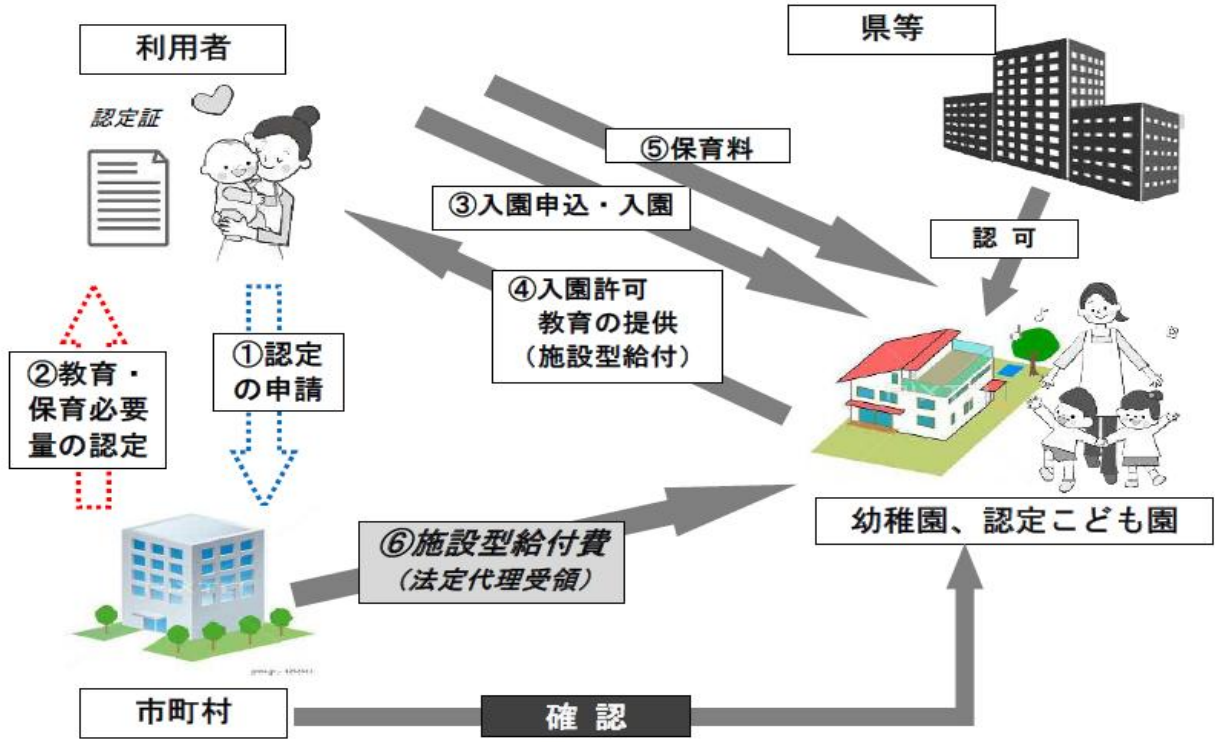 利用者
県等
認定証
⑤保育料
③入園申込・入園
認 可
④入園許可
教育の提供
（施設型給付）
①認定
の申請
②教育・
保育必要
量の認定
幼稚園、認定こども園
⑥施設型給付費
（法定代理受領）
市町村
確 認